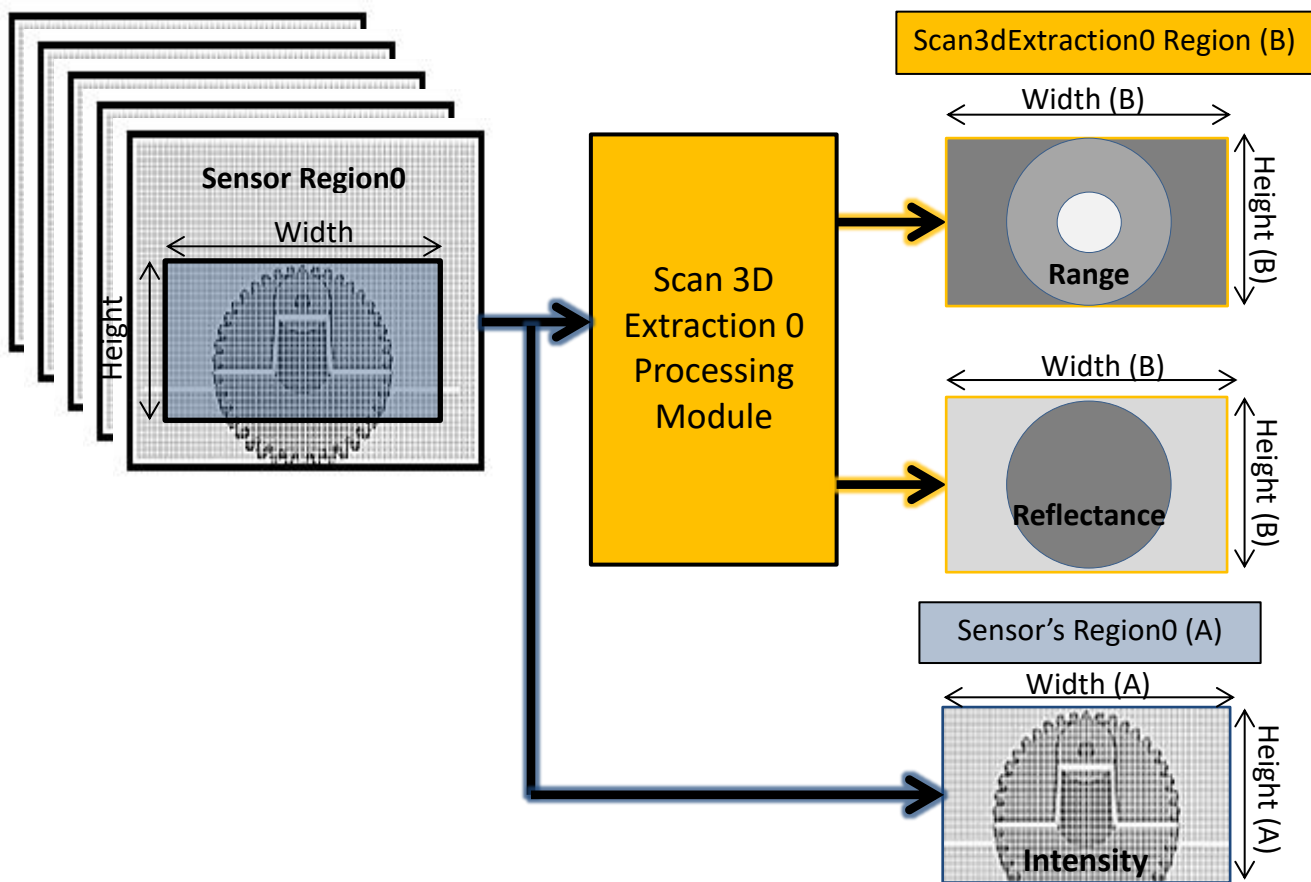 Sensor Region0
Width
Height
Scan 3D
Extraction 0
Processing
Module
Scan3dExtraction0 Region (B)
Width (B)
Height (B)
Range
Width (B)
Height (B)
Reflectance
Sensor’s Region0 (A)
Width (A)
Height (A)
Intensity